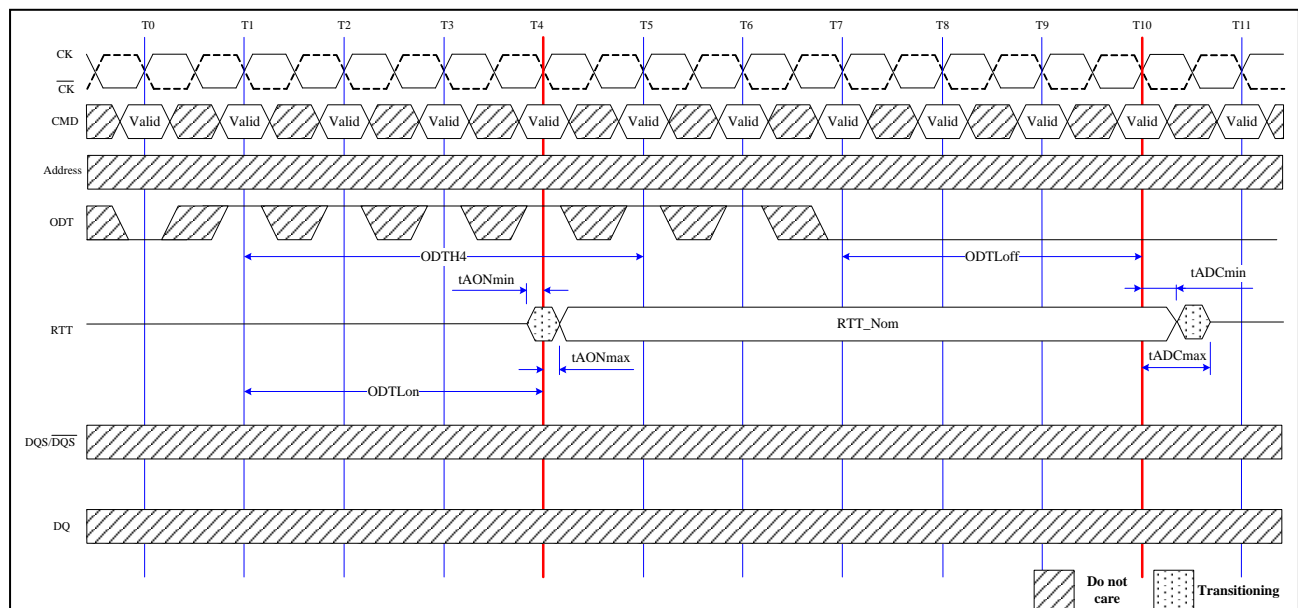 T0 T1 T2 T3 T4 T5 T6 T7 T8 T9 T10 T11
CK
CK
CMD Valid Valid Valid Valid Valid Valid Valid Valid Valid Valid Valid Valid
Address
ODT
ODTH4 ODTLoff
tAONmin tADCmin
RTT RTT_Nom
tAONmax tADCmax
ODTLon
DQS/DQS
DQ
Do not care Transitioning